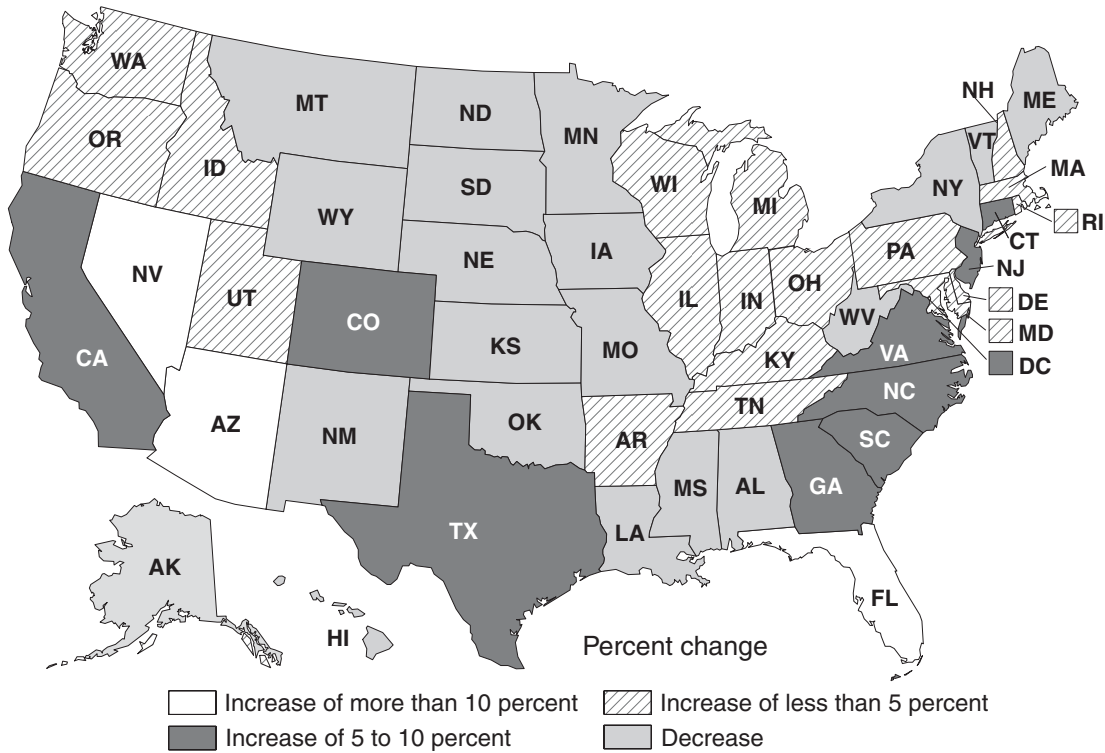 WA
MT
ND
MN
OR
ID
SD
WY
WI
MI
NH
ME
VT
MA
NY
RI
CT
NJ
NV
UT
CO
NE
IA
IL
IN
OH
PA
DE
MD
DC
WV
CA
KS
MO
KY
VA
NC
AZ
NM
OK
AR
TN
SC
TX
MS
AL
GA
LA
AK
HI
FL
Percent change
Increase of more than 10 percent
Increase of less than 5 percent
Increase of 5 to 10 percent
Decrease